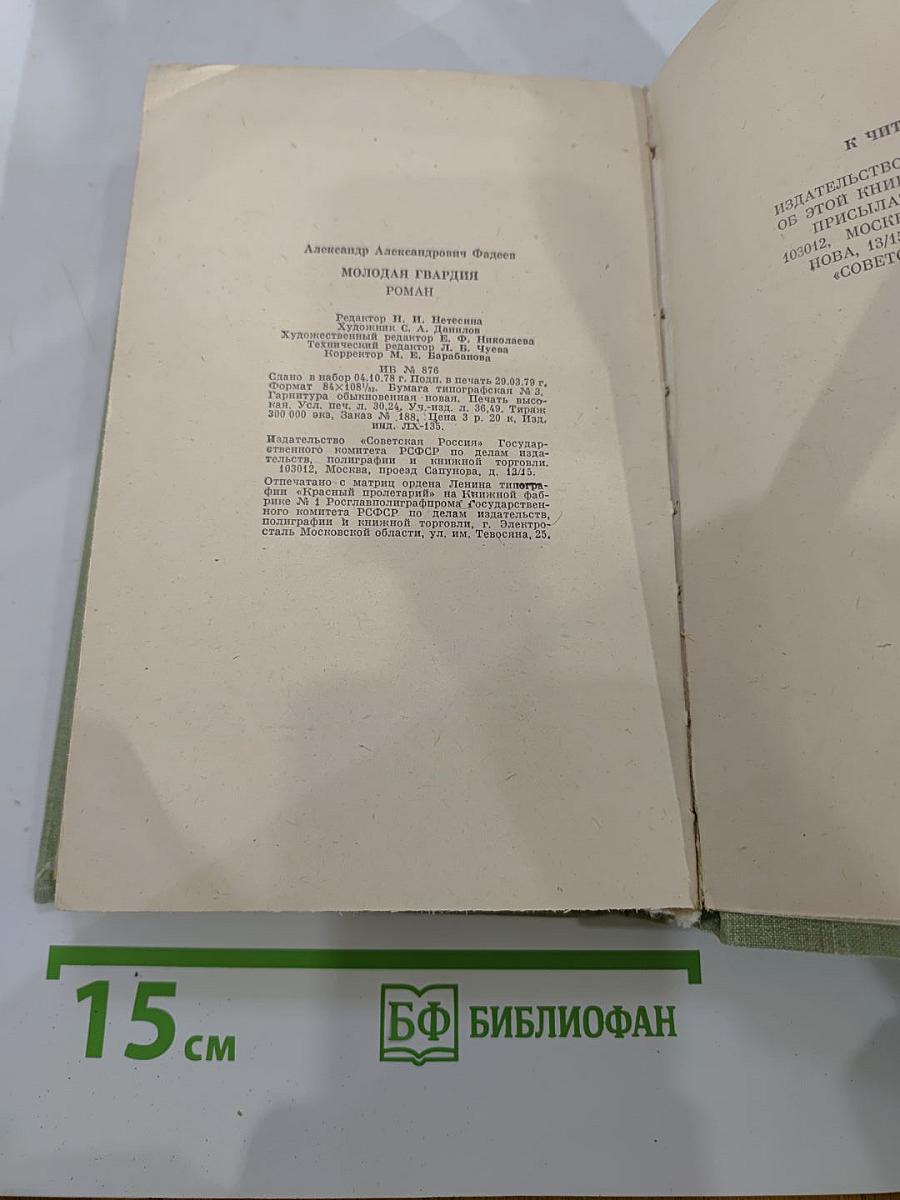 Александр Александрович Фадеев
МОЛОДАЯ ГВАРДИЯ
РОМАН
Редактор Н. И. Нетесина
Художник С. А. Данилов
Художественный редактор Е. Ф. Николаева
Технический редактор Л. Б. Чуева
Корректор М. Е. Барабанова
ИБ № 876
Сдано в набор 04.10.78 г. Подп. в печать 29.03.79 г.
Формат 84×108¹/₃₂. Бумага типографская № 3.
Гарнитура обыкновенная новая. Печать высо-
кая. Усл. печ. л. 30,24. Уч.-изд. л. 36,49. Тираж
300 000 экз. Заказ № 188. Цена 3 р. 20 к. Изд.
инд. ЛХ-135.
Издательство «Советская Россия» Государ-
ственного комитета РСФСР по делам изда-
тельств, полиграфии и книжной торговли.
103012, Москва, проезд Сапунова, д. 13/15.
Отпечатано с матриц ордена Ленина типогра-
фии «Красный пролетарий» на Книжной фаб-
рике № 1 Росглавполиграфпрома Государствен-
ного комитета РСФСР по делам издательств,
полиграфии и книжной торговли, г. Электро-
сталь Московской области, ул. им. Тевосяна, 25.
К ЧИТ
ИЗДАТЕЛЬСТВО
ОБ ЭТОЙ КНИГ
ПРИСЫЛАТ
103012, МОСКВ
НОВА, 13/15
«СОВЕТС
15 см
БФ БИБЛИОФАН